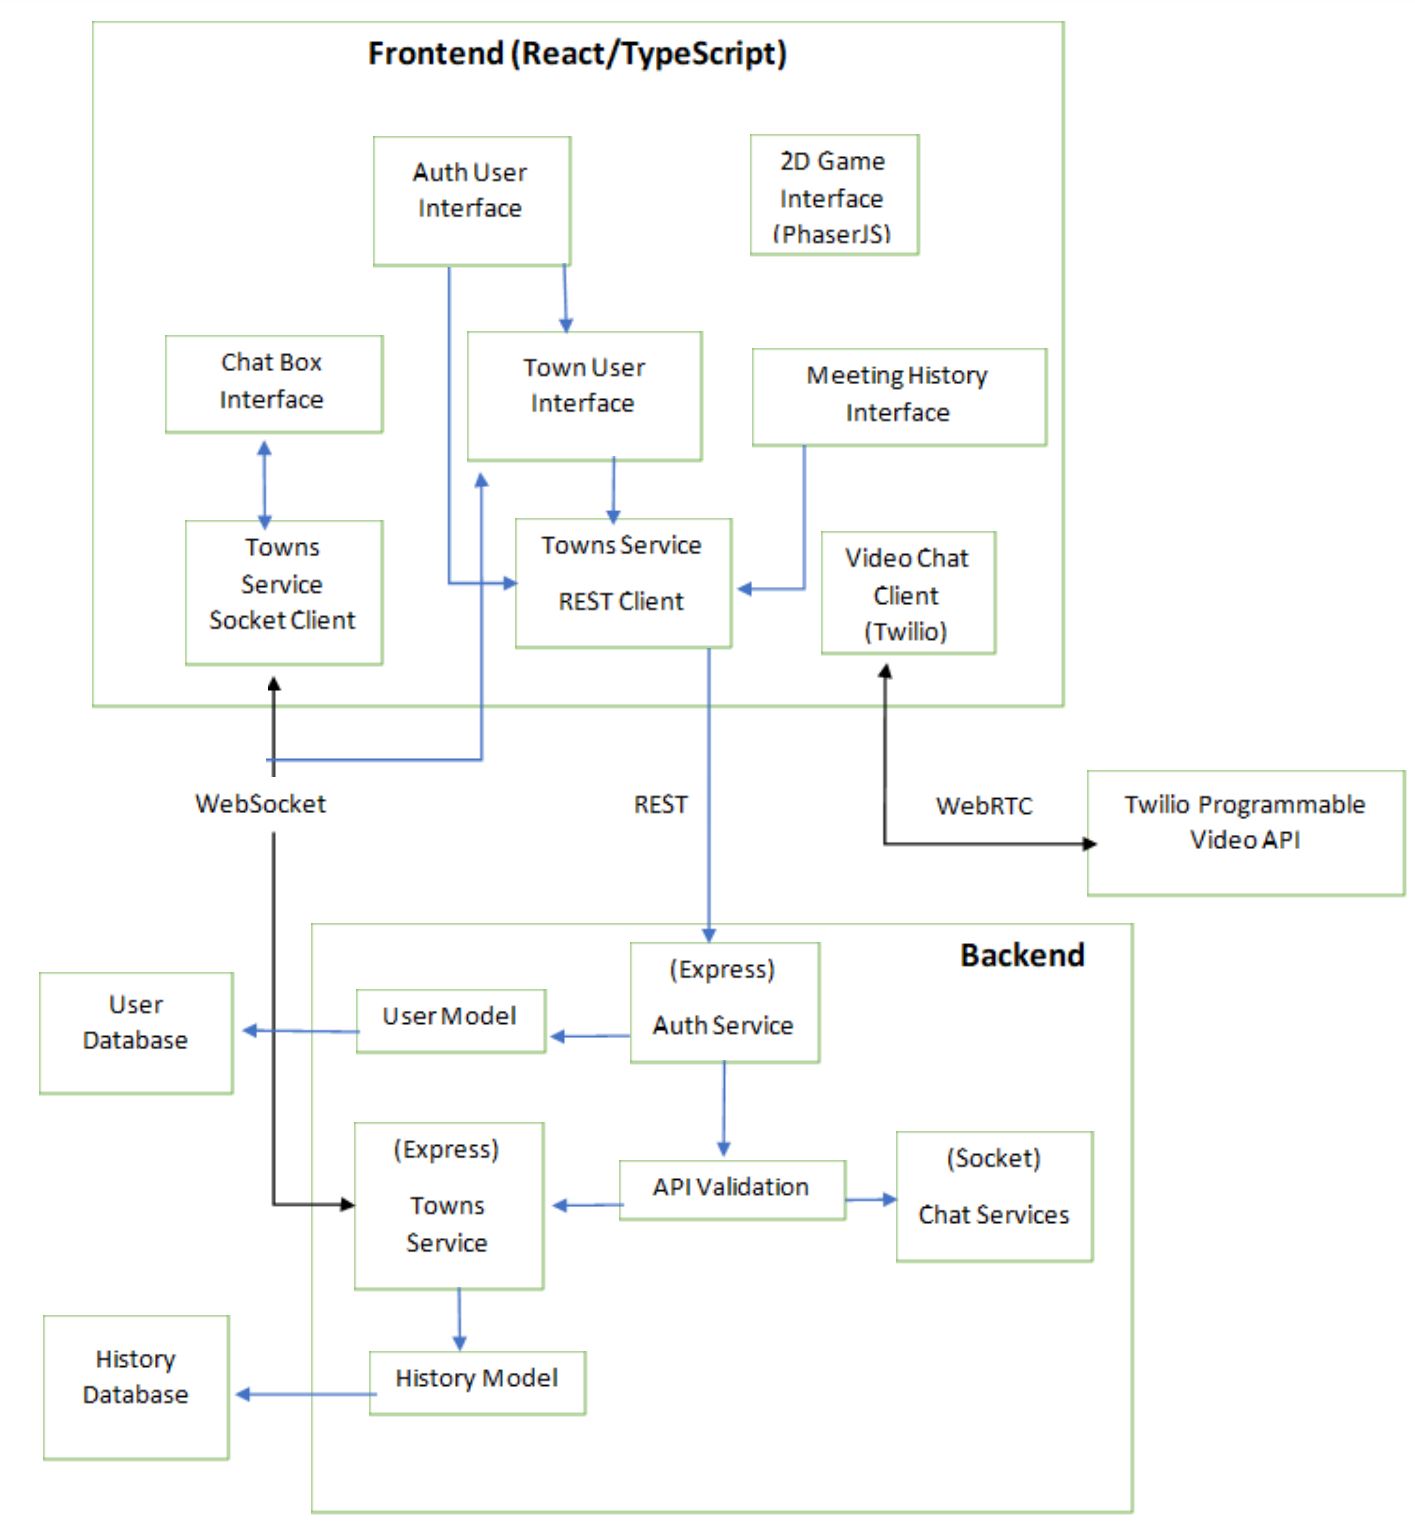 Frontend (React/TypeScript)
Auth User
Interface
2D Game
Interface
(PhaserJS)
Chat Box
Interface
Town User
Interface
Meeting History
Interface
Towns
Service
Socket Client
Towns Service
REST Client
Video Chat
Client
(Twilio)
WebSocket
REST
WebRTC
Twilio Programmable
Video API
Backend
(Express)
Auth Service
User Model
User
Database
(Express)
Towns
Service
API Validation
(Socket)
Chat Services
History Model
History
Database